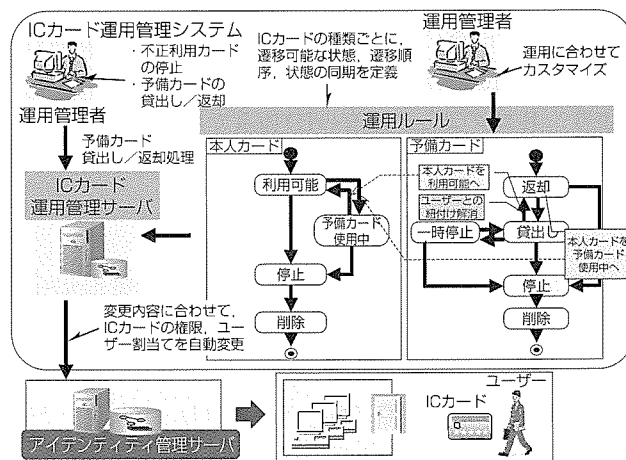 ICカード運用管理システム
・不正利用カード
の停止
・予備カードの
貸出し/返却
運用管理者
ICカードの種類ごとに,
遷移可能な状態, 遷移順
序, 状態の同期を定義
運用管理者
運用に合わせて
カスタマイズ
運用ルール
予備カード
貸出し/返却処理
ICカード
運用管理サーバ
本人カード
利用可能
予備カード
使用中
停止
削除
予備カード
本人カードを
利用可能へ
返却
ユーザーとの
紐付け解消
一時停止
貸出し
本人カードを
予備カード
使用中へ
停止
削除
変更内容に合わせて,
ICカードの権限, ユー
ザー割当てを自動変更
アイデンティティ管理サーバ
ユーザー
ICカード